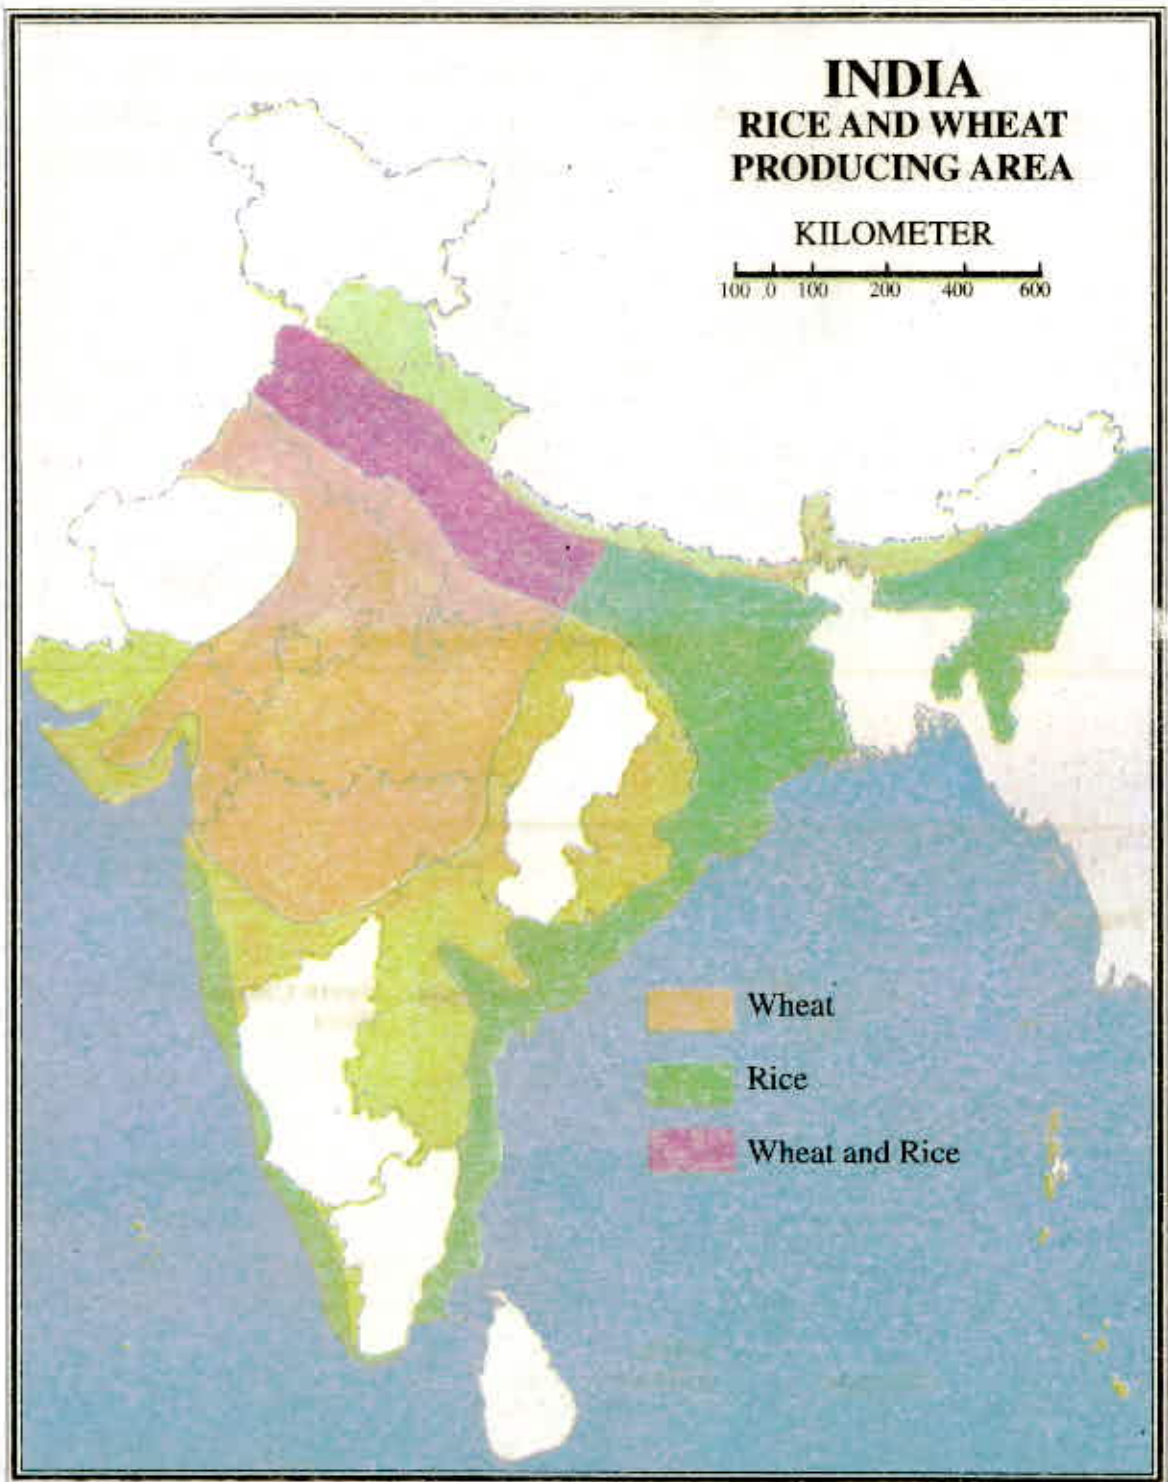 INDIA
RICE AND WHEAT
PRODUCING AREA
KILOMETER
100 0 100 200 400 600
Wheat
Rice
Wheat and Rice